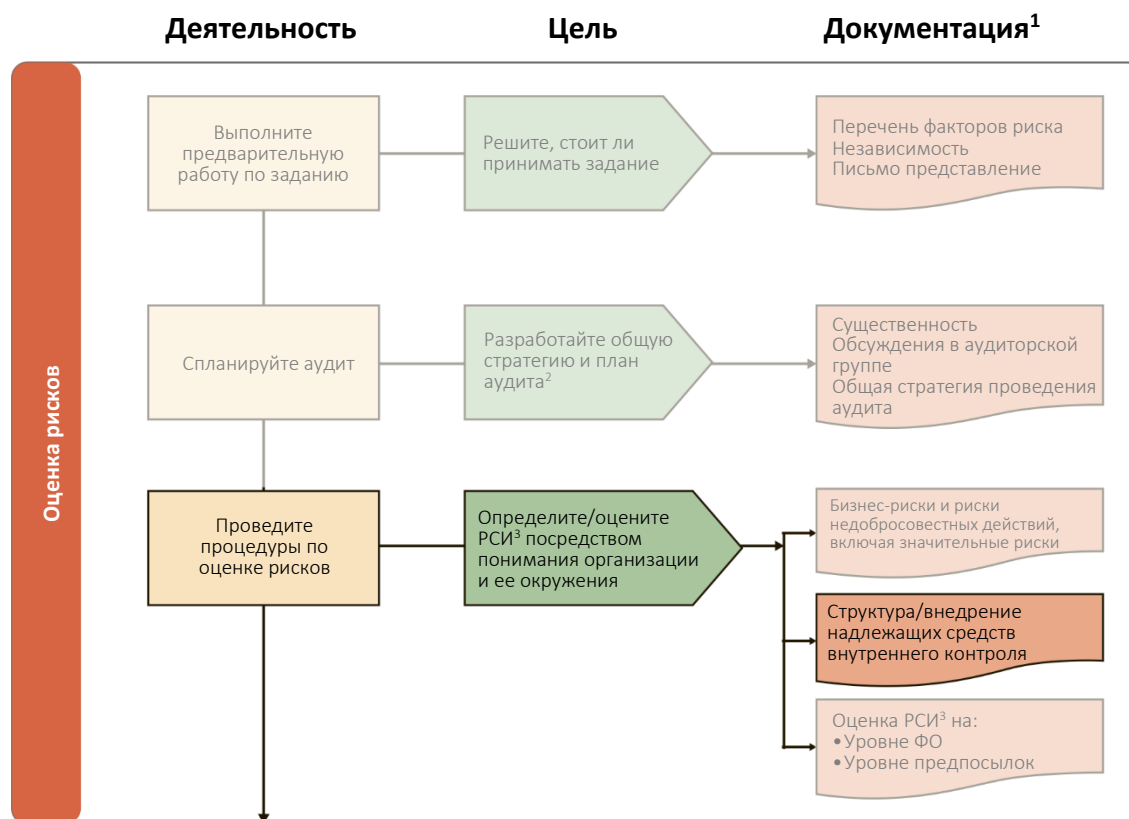 Деятельность
Цель
Документация¹
Оценка рисков
Выполните
предварительную
работу по заданию
Решите, стоит ли
принимать задание
Перечень факторов риска
Независимость
Письмо представление
Спланируйте аудит
Разработайте общую
стратегию и план
аудита²
Существенность
Обсуждения в аудиторской
группе
Общая стратегия проведения
аудита
Проведите
процедуры по
оценке рисков
Определите/оцените
РСИ³ посредством
понимания организации
и ее окружения
Бизнес-риски и риски
недобросовестных действий,
включая значительные риски
Структура/внедрение
надлежащих средств
внутреннего контроля
Оценка РСИ³ на:
•Уровне ФО
•Уровне предпосылок